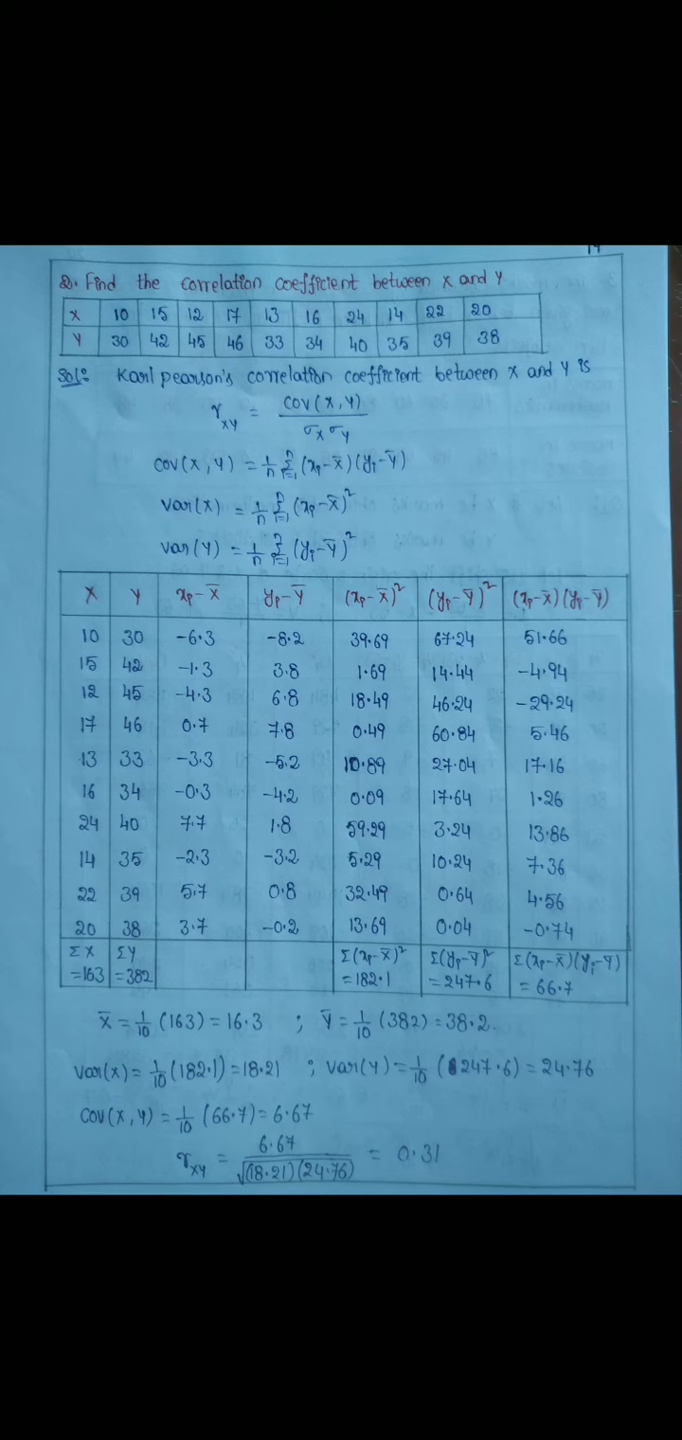 Q. Find the correlation coefficient between X and Y
X 10 15 12 17 13 16 24 14 22 20
Y 30 42 45 46 33 34 40 35 39 38
Sol: Karl pearson's correlation coefficient between X and Y is
r_XY = cov(X,Y) / σ_X σ_Y
cov(X,Y) = 1/n Σ_{i=1}^{n} (x_i - X̄)(y_i - Ȳ)
var(X) = 1/n Σ_{i=1}^{n} (x_i - X̄)²
var(Y) = 1/n Σ_{i=1}^{n} (y_i - Ȳ)²
X Y x_i - X̄ y_i - Ȳ (x_i - X̄)² (y_i - Ȳ)² (x_i - X̄)(y_i - Ȳ)
10 30 -6.3 -8.2 39.69 67.24 51.66
15 42 -1.3 3.8 1.69 14.44 -4.94
12 45 -4.3 6.8 18.49 46.24 -29.24
17 46 0.7 7.8 0.49 60.84 5.46
13 33 -3.3 -5.2 10.89 27.04 17.16
16 34 -0.3 -4.2 0.09 17.64 1.26
24 40 7.7 1.8 59.29 3.24 13.86
14 35 -2.3 -3.2 5.29 10.24 7.36
22 39 5.7 0.8 32.49 0.64 4.56
20 38 3.7 -0.2 13.69 0.04 -0.74
ΣX ΣY Σ(x_i - X̄)² Σ(y_i - Ȳ)² Σ(x_i - X̄)(y_i - Ȳ)
=163 =382 =182.1 =247.6 =66.7
X̄ = 1/10 (163) = 16.3 ; Ȳ = 1/10 (382) = 38.2.
var(X) = 1/10 (182.1) = 18.21 ; var(Y) = 1/10 (247.6) = 24.76
cov(X,Y) = 1/10 (66.7) = 6.67
r_XY = 6.67 / √(18.21)(24.76) = 0.31